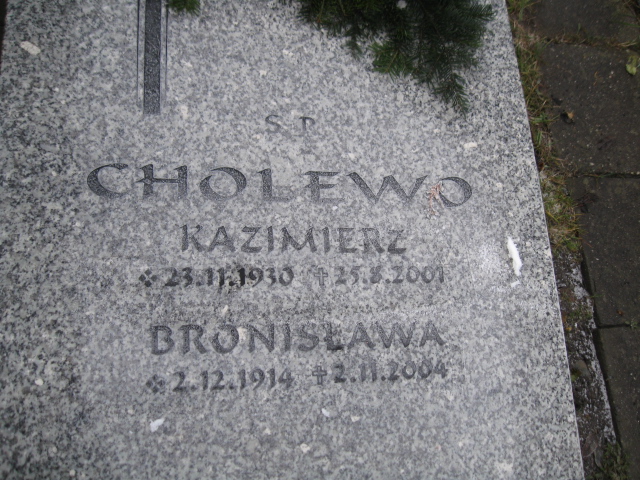 Ś P
CHOLEWO
KAZIMIERZ
23.11.1930 25.8.2001
BRONISŁAWA
2.12.1914 2.11.2004